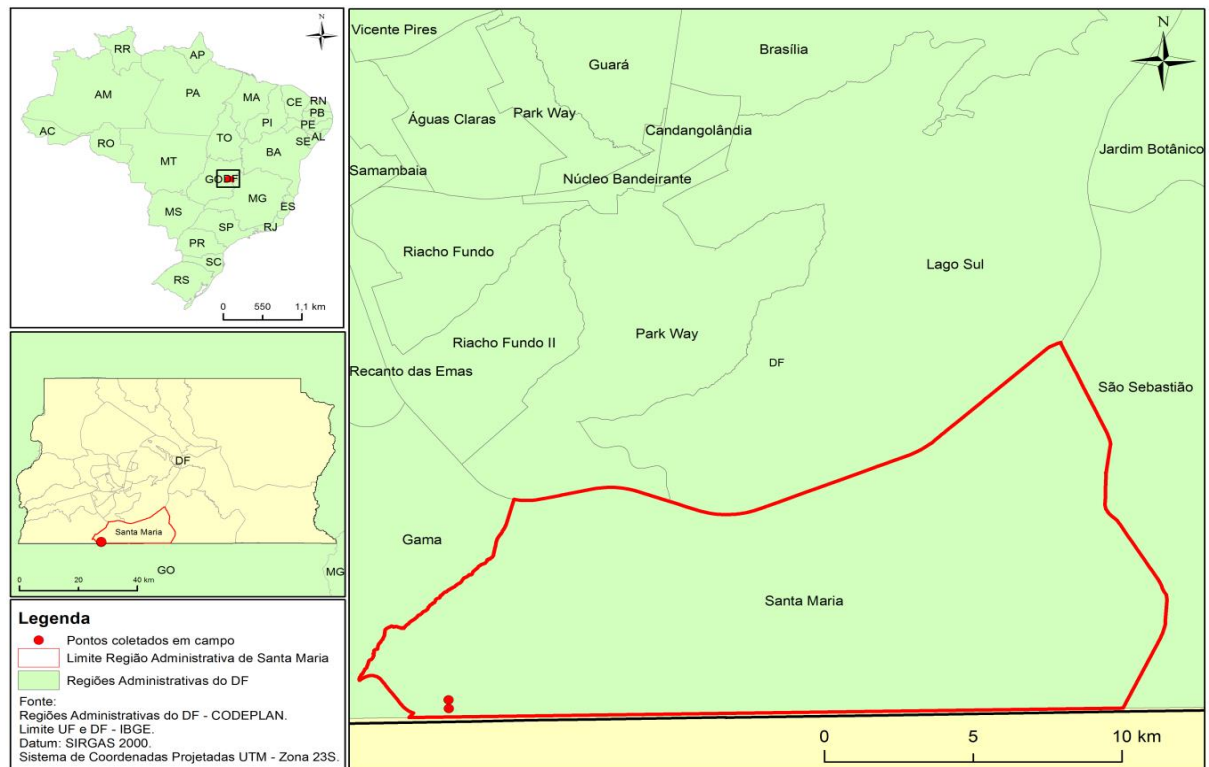 N
RR
AP
AM
PA
MA
CE
RN
PB
PE
AL
SE
PI
TO
AC
RO
MT
BA
GO
DF
MG
ES
MS
SP
RJ
PR
SC
RS
0 550 1,1 km
DF
Santa Maria
0 20 40 km
GO
MG
Legenda
Pontos coletados em campo
Limite Região Administrativa de Santa Maria
Regiões Administrativas do DF
Fonte:
Regiões Administrativas do DF - CODEPLAN.
Limite UF e DF - IBGE.
Datum: SIRGAS 2000.
Sistema de Coordenadas Projetadas UTM - Zona 23S.
N
Vicente Pires
Brasília
Guará
Águas Claras
Park Way
Candangolândia
Jardim Botânico
Samambaia
Núcleo Bandeirante
Riacho Fundo
Lago Sul
Park Way
Riacho Fundo II
DF
Recanto das Emas
São Sebastião
Gama
Santa Maria
0 5 10 km